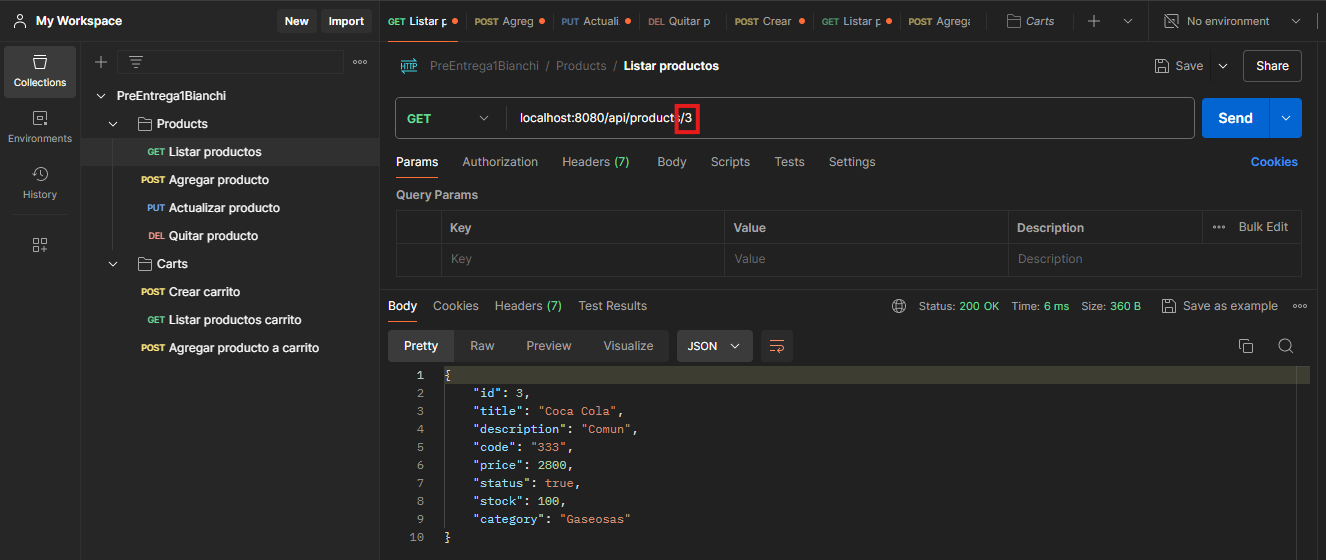 My Workspace
New
Import
GET Listar p
POST Agreg
PUT Actuali
DEL Quitar p
POST Crear
GET Listar p
POST Agrega
Carts
No environment
Collections
Environments
History
PreEntrega1Bianchi
Products
GET Listar productos
POST Agregar producto
PUT Actualizar producto
DEL Quitar producto
Carts
POST Crear carrito
GET Listar productos carrito
POST Agregar producto a carrito
HTTP PreEntrega1Bianchi / Products / Listar productos
Save
Share
GET
localhost:8080/api/products/3
Send
Params Authorization Headers (7) Body Scripts Tests Settings
Cookies
Query Params
Key Value Description
Bulk Edit
Key Value Description
Body Cookies Headers (7) Test Results
Status: 200 OK Time: 6 ms Size: 360 B
Save as example
Pretty Raw Preview Visualize
JSON
1 {
2 "id": 3,
3 "title": "Coca Cola",
4 "description": "Comun",
5 "code": "333",
6 "price": 2800,
7 "status": true,
8 "stock": 100,
9 "category": "Gaseosas"
10 }